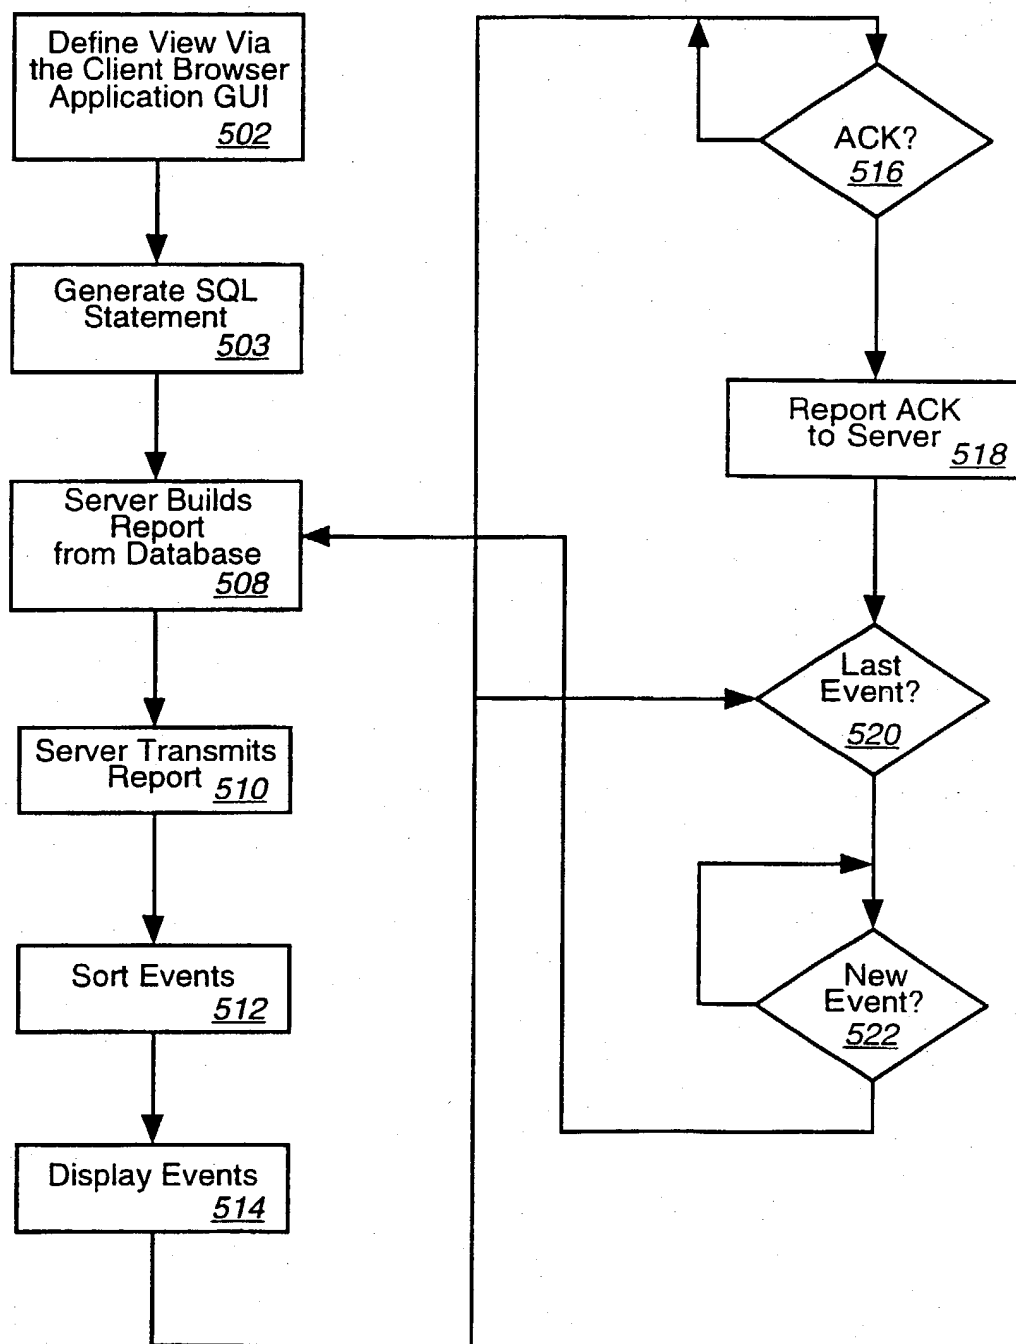 Define View Via
the Client Browser
Application GUI
502
Generate SQL
Statement
503
Server Builds
Report
from Database
508
Server Transmits
Report 510
Sort Events
512
Display Events
514
ACK?
516
Report ACK
to Server 518
Last
Event?
520
New
Event?
522